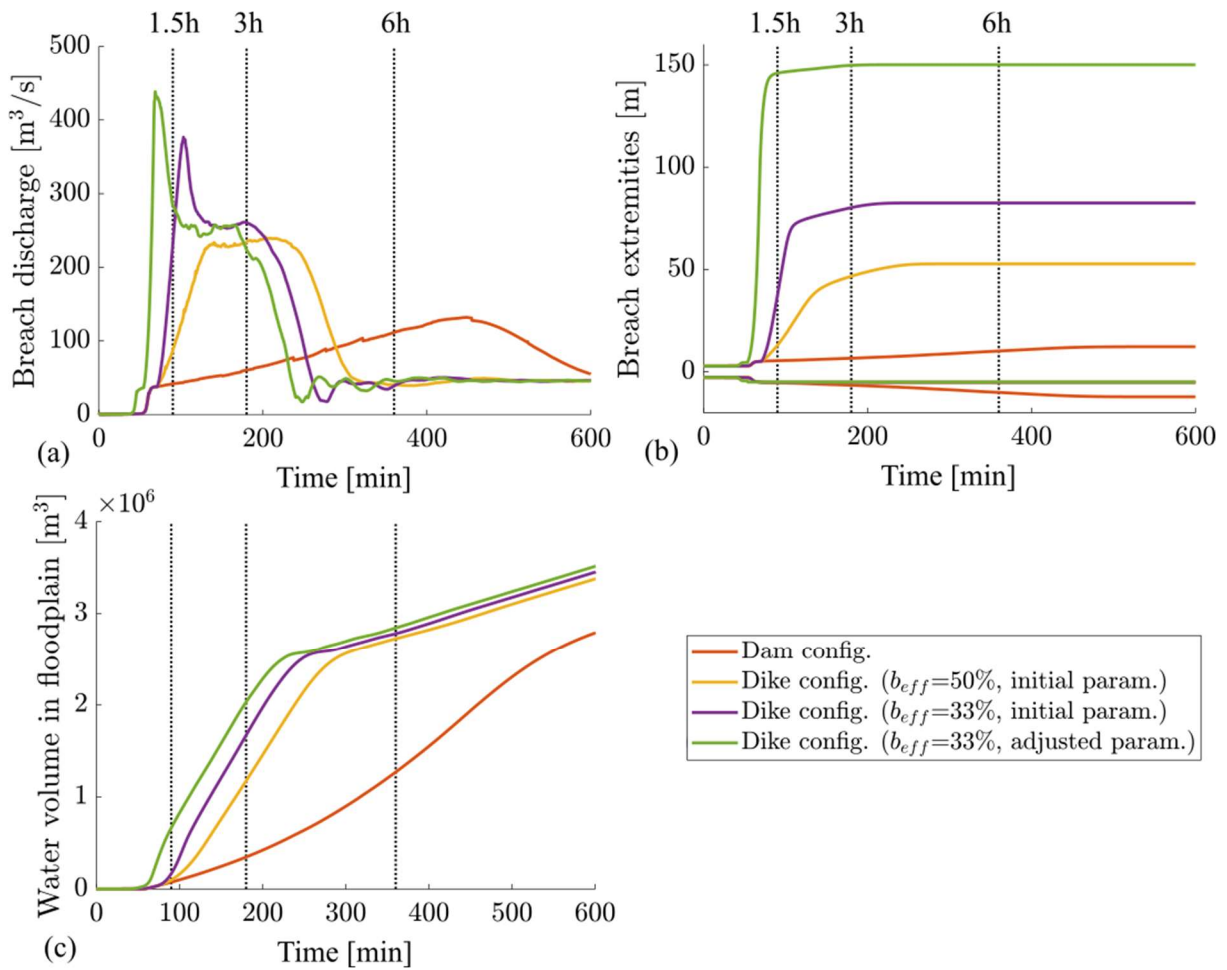 1.5h 3h 6h
500
400
300
200
100
0
0 200 400 600
Breach discharge [m³/s]
Time [min]
(a)
1.5h 3h 6h
150
100
50
0
0 200 400 600
Breach extremities [m]
Time [min]
(b)
×10⁶
4
3
2
1
0
0 100 200 300 400 500 600
Water volume in floodplain [m³]
Time [min]
(c)
Dam config.
Dike config. (b_eff=50%, initial param.)
Dike config. (b_eff=33%, initial param.)
Dike config. (b_eff=33%, adjusted param.)